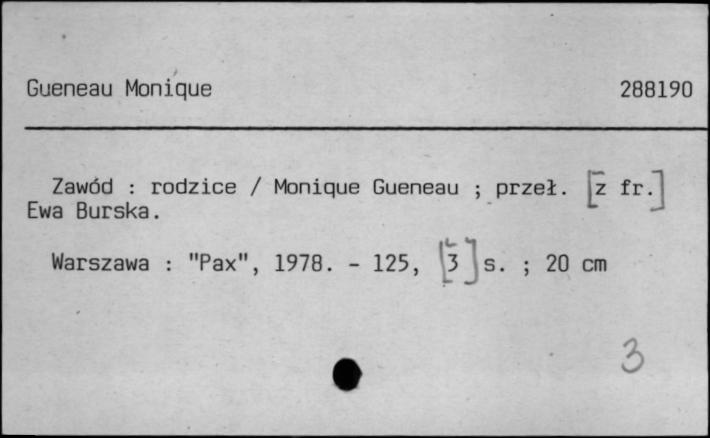 Gueneau Monique 288190
Zawód : rodzice / Monique Gueneau ; przeł. [z fr.]
Ewa Burska.
Warszawa : "Pax", 1978. - 125, [3] s. ; 20 cm
3